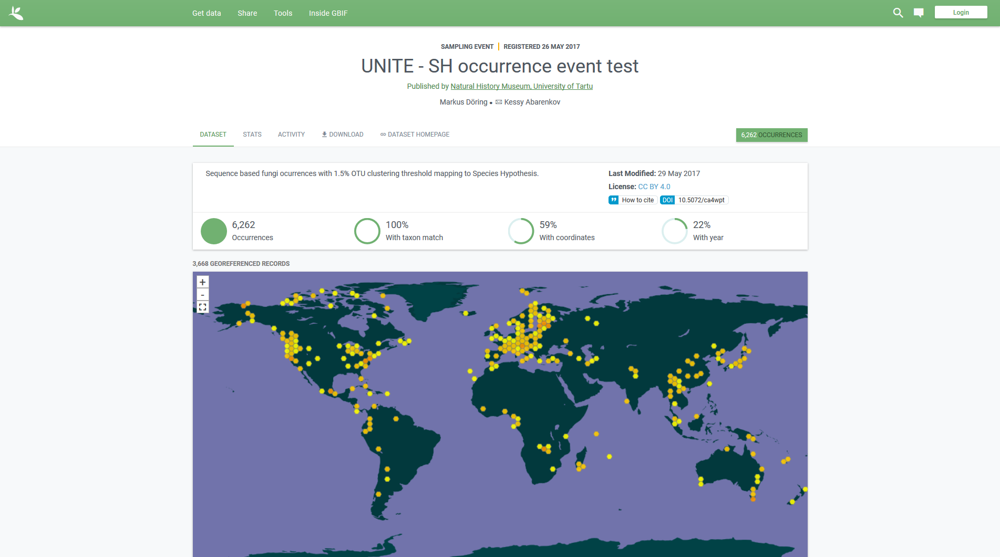 Get data
Share
Tools
Inside GBIF
Login
SAMPLING EVENT
REGISTERED 26 MAY 2017
UNITE - SH occurrence event test
Published by Natural History Museum, University of Tartu
Markus Döring • Kessy Abarenkov
DATASET
STATS
ACTIVITY
DOWNLOAD
DATASET HOMEPAGE
6,262 OCCURRENCES
Sequence based fungi ocurrences with 1.5% OTU clustering threshold mapping to Species Hypothesis.
Last Modified: 29 May 2017
License: CC BY 4.0
How to cite
DOI 10.5072/ca4wpt
6,262
Occurrences
100%
With taxon match
59%
With coordinates
22%
With year
3,668 GEOREFERENCED RECORDS
+
-